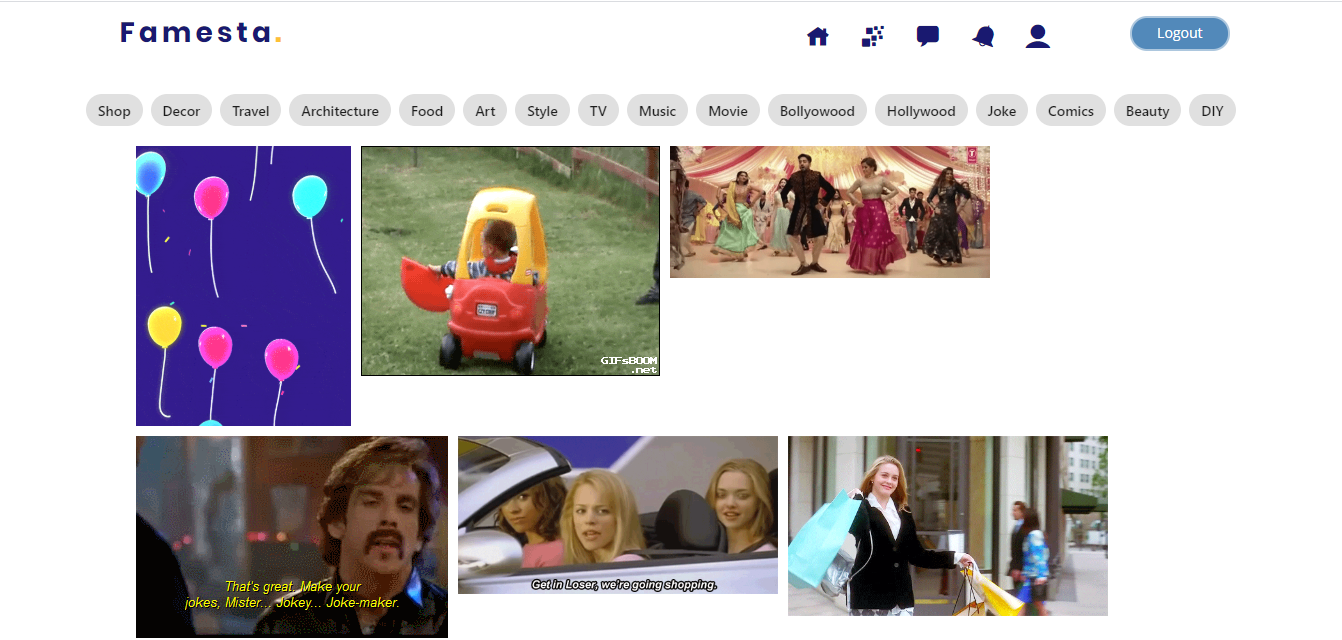 Famesta.
Logout
Shop Decor Travel Architecture Food Art Style TV Music Movie Bollyowood Hollywood Joke Comics Beauty DIY
GIFsBOOM
.net
That's great. Make your
jokes, Mister... Jokey... Joke-maker.
Get in Loser, we're going shopping.